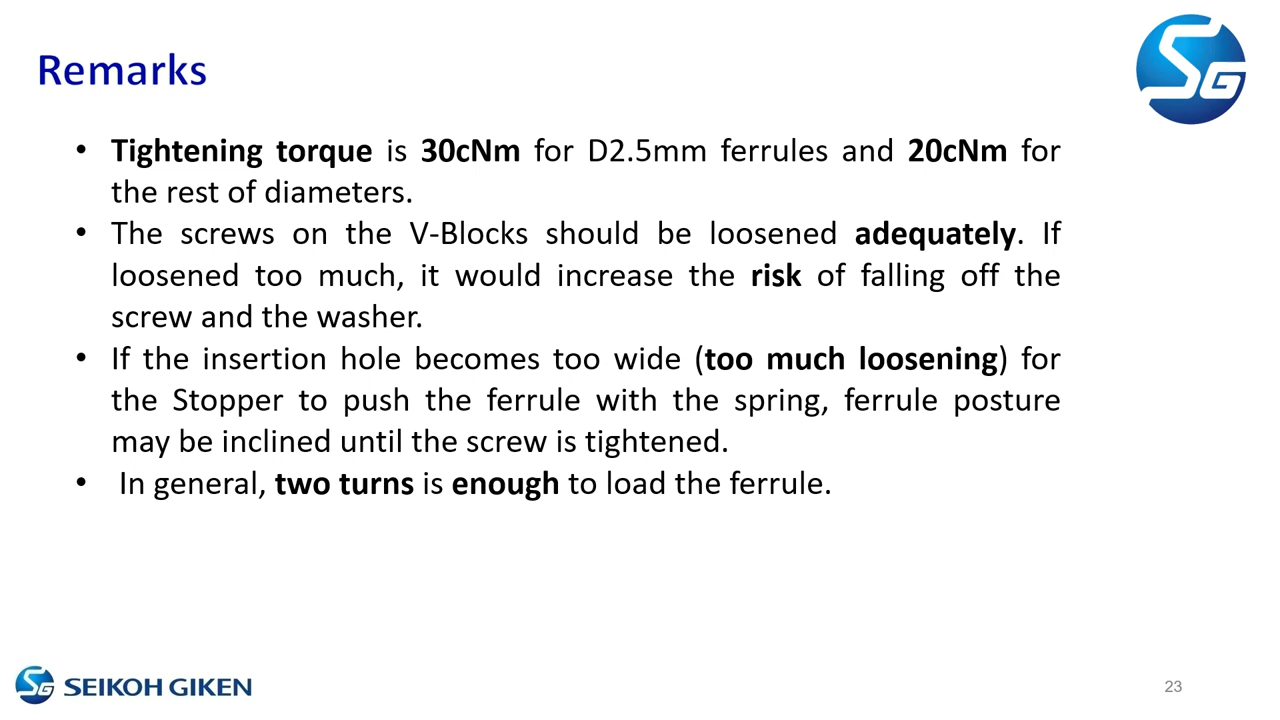 Remarks
SG
• Tightening torque is 30cNm for D2.5mm ferrules and 20cNm for
the rest of diameters.
• The screws on the V-Blocks should be loosened adequately. If
loosened too much, it would increase the risk of falling off the
screw and the washer.
• If the insertion hole becomes too wide (too much loosening) for
the Stopper to push the ferrule with the spring, ferrule posture
may be inclined until the screw is tightened.
• In general, two turns is enough to load the ferrule.
SG SEIKOH GIKEN
23